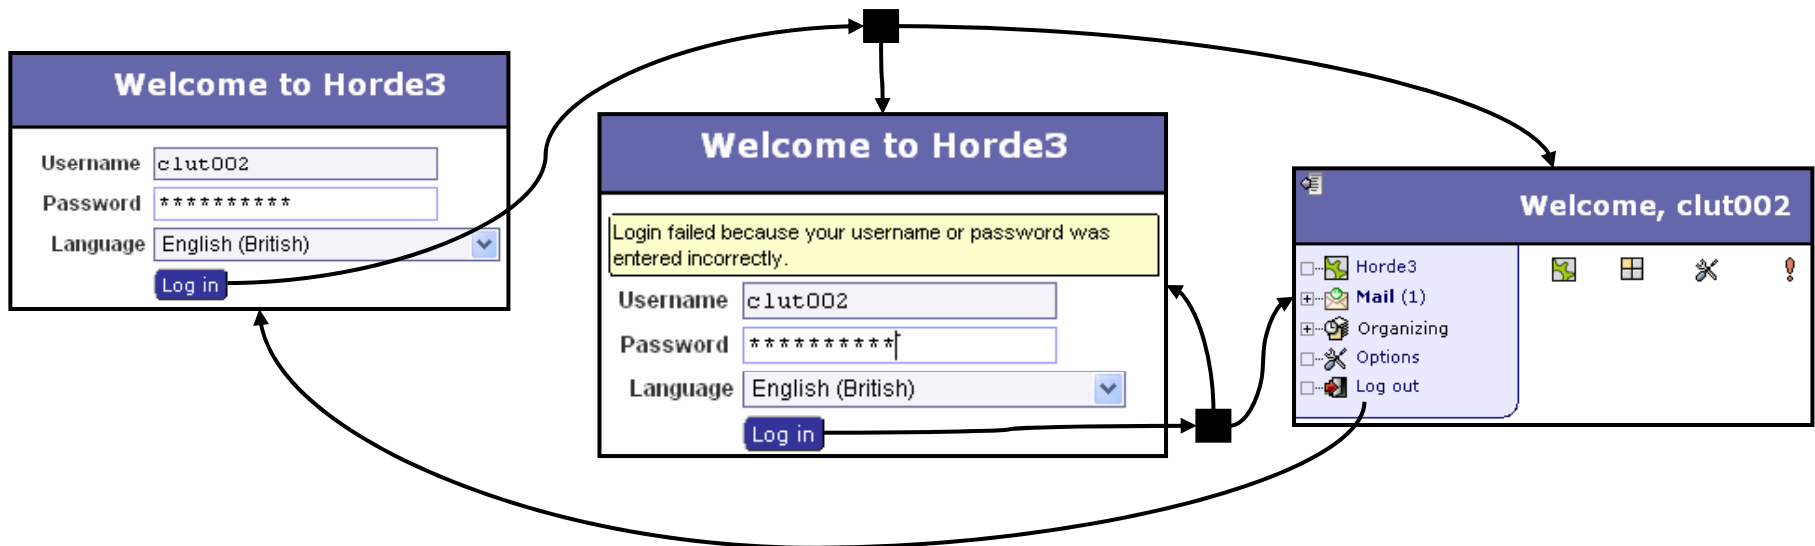 Welcome to Horde3
Username clut002
Password **********
Language English (British)
Log in
Welcome to Horde3
Login failed because your username or password was
entered incorrectly.
Username clut002
Password **********
Language English (British)
Log in
Welcome, clut002
Horde3
Mail (1)
Organizing
Options
Log out